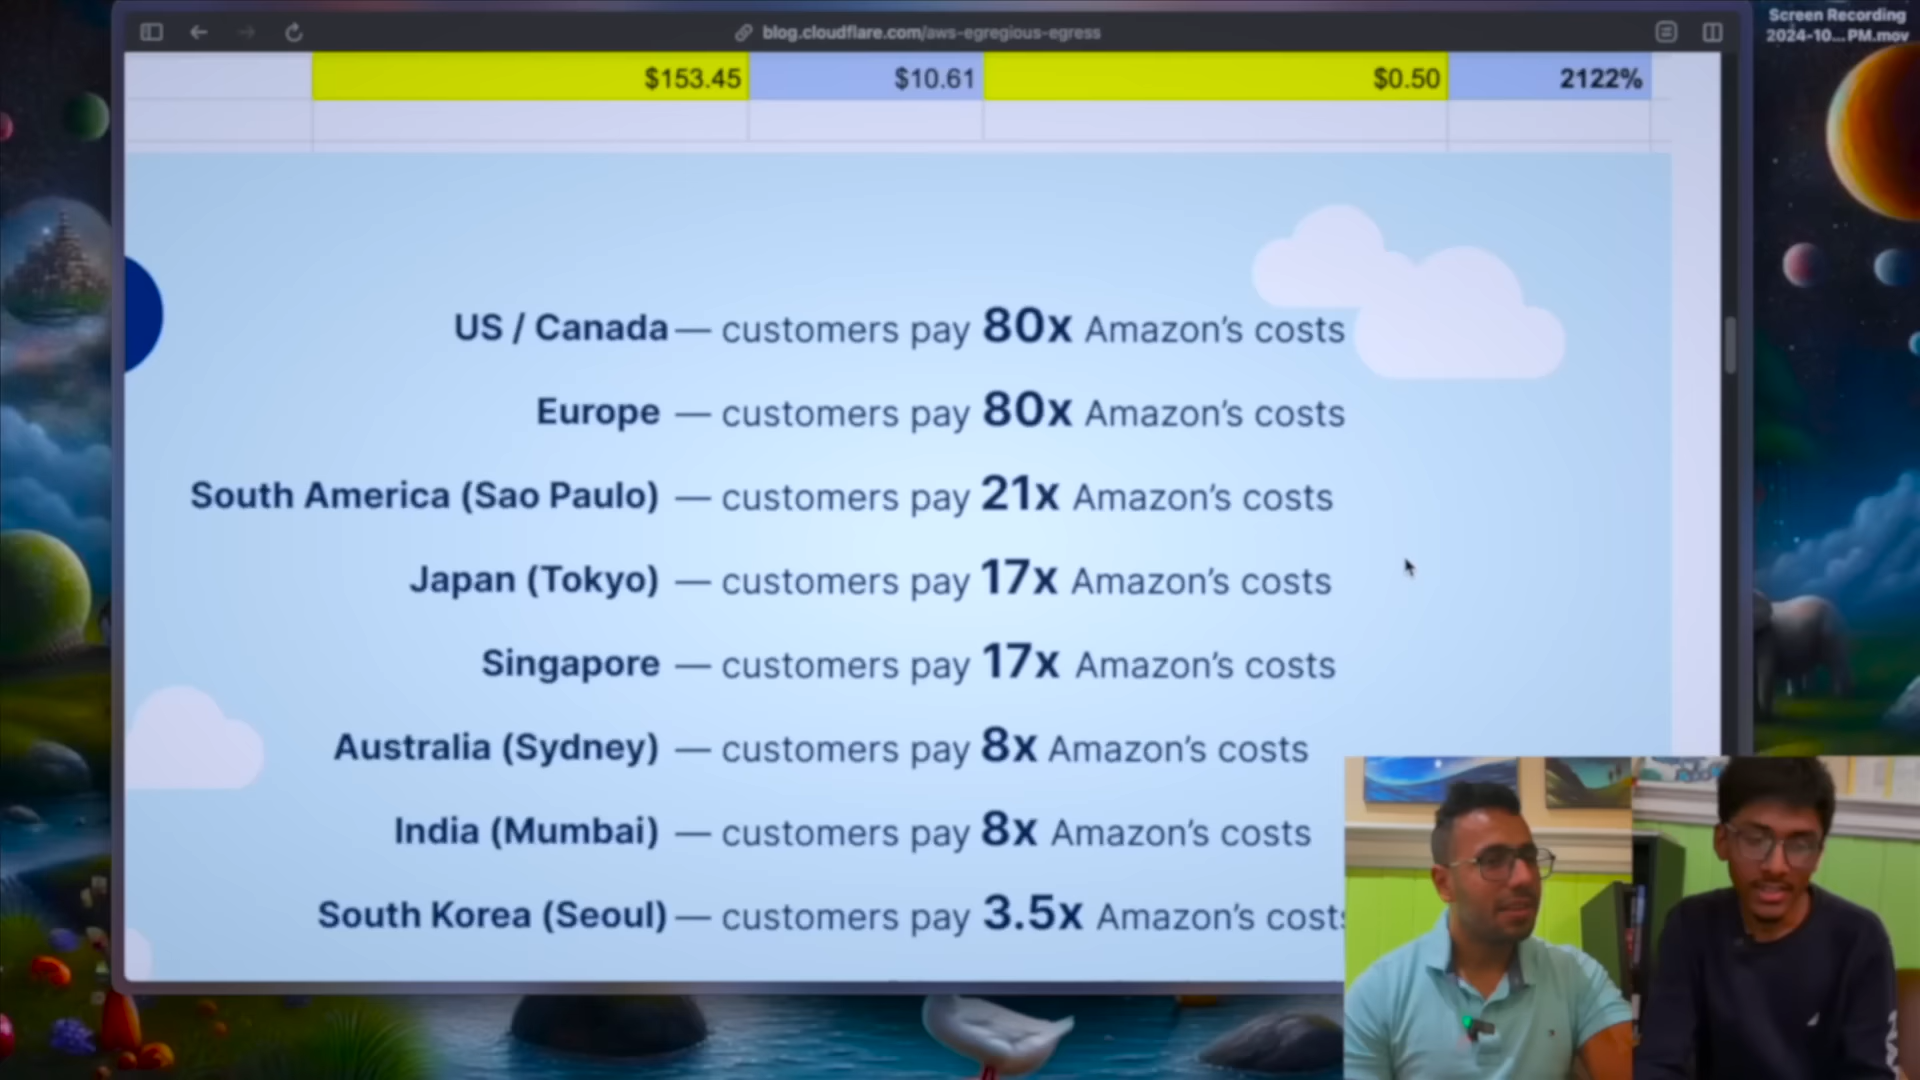 blog.cloudflare.com/aws-egregious-egress
Screen Recording
2024-10...PM.mov
$153.45 $10.61 $0.50 2122%
US / Canada — customers pay 80x Amazon's costs
Europe — customers pay 80x Amazon's costs
South America (Sao Paulo) — customers pay 21x Amazon's costs
Japan (Tokyo) — customers pay 17x Amazon's costs
Singapore — customers pay 17x Amazon's costs
Australia (Sydney) — customers pay 8x Amazon's costs
India (Mumbai) — customers pay 8x Amazon's costs
South Korea (Seoul) — customers pay 3.5x Amazon's costs